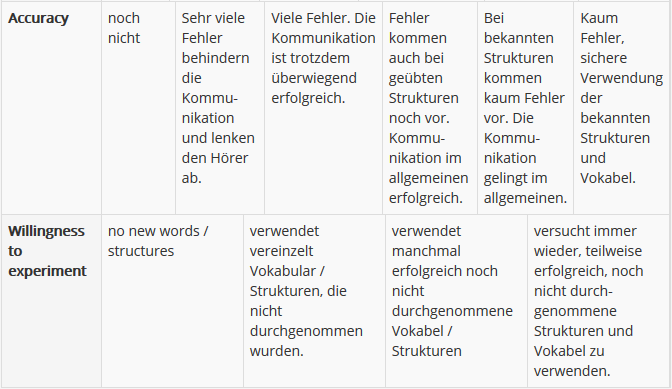 Accuracy
noch
nicht
Sehr viele
Fehler
behindern
die
Kommu-
nikation
und lenken
den Hörer
ab.
Viele Fehler. Die
Kommunikation
ist trotzdem
überwiegend
erfolgreich.
Fehler
kommen
auch bei
geübten
Strukturen
noch vor.
Kommu-
nikation im
allgemeinen
erfolgreich.
Bei
bekannten
Strukturen
kommen
kaum Fehler
vor. Die
Kommu-
nikation
gelingt im
allgemeinen.
Kaum
Fehler,
sichere
Verwendung
der
bekannten
Strukturen
und
Vokabel.
Willingness
to
experiment
no new words /
structures
verwendet
vereinzelt
Vokabular /
Strukturen, die
nicht
durchgenommen
wurden.
verwendet
manchmal
erfolgreich noch
nicht
durchgenommene
Vokabel /
Strukturen
versucht immer
wieder, teilweise
erfolgreich, noch
nicht durch-
genommene
Strukturen und
Vokabel zu
verwenden.